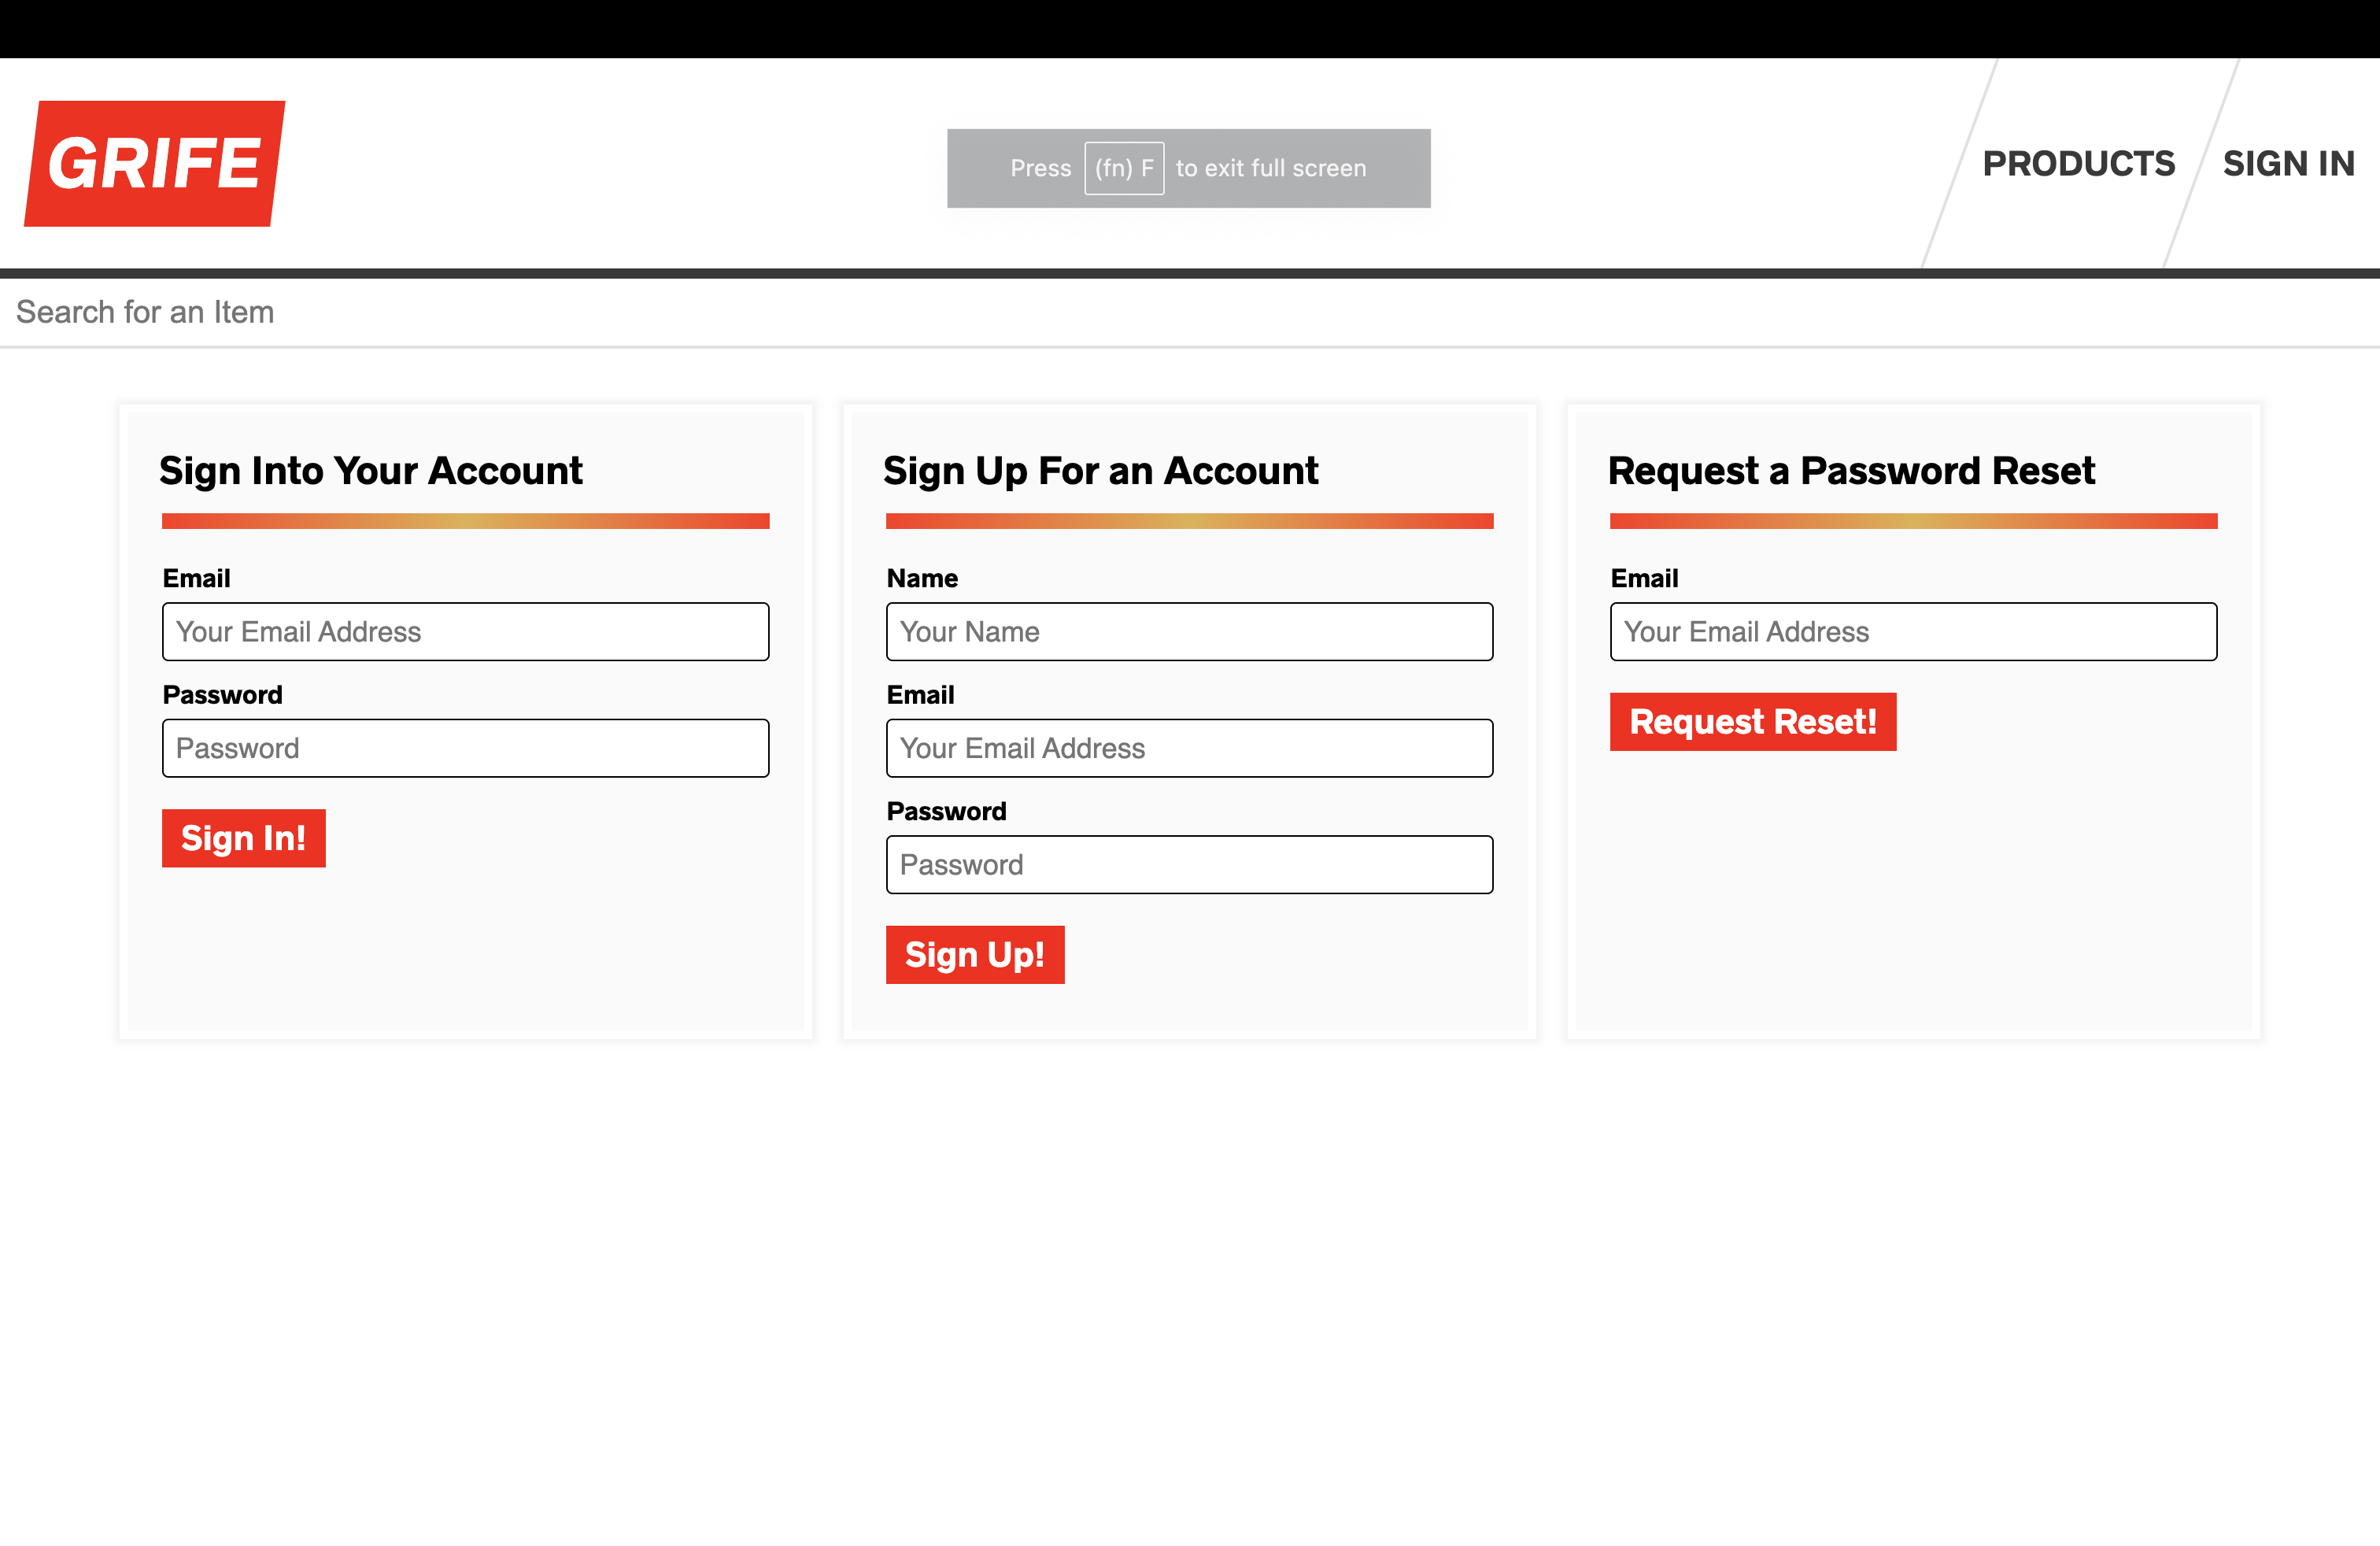 GRIFE
Press (fn) F to exit full screen
PRODUCTS
SIGN IN
Search for an Item
Sign Into Your Account
Email
Your Email Address
Password
Password
Sign In!
Sign Up For an Account
Name
Your Name
Email
Your Email Address
Password
Password
Sign Up!
Request a Password Reset
Email
Your Email Address
Request Reset!